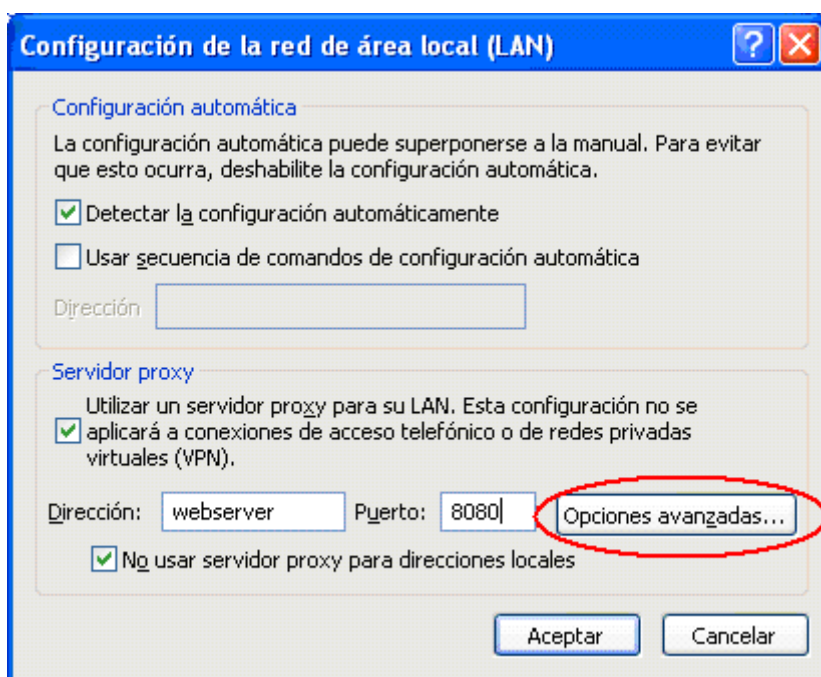 Configuración de la red de área local (LAN)
Configuración automática
La configuración automática puede superponerse a la manual. Para evitar
que esto ocurra, deshabilite la configuración automática.
Detectar la configuración automáticamente
Usar secuencia de comandos de configuración automática
Dirección
Servidor proxy
Utilizar un servidor proxy para su LAN. Esta configuración no se
aplicará a conexiones de acceso telefónico o de redes privadas
virtuales (VPN).
Dirección: webserver Puerto: 8080 Opciones avanzadas...
No usar servidor proxy para direcciones locales
Aceptar Cancelar